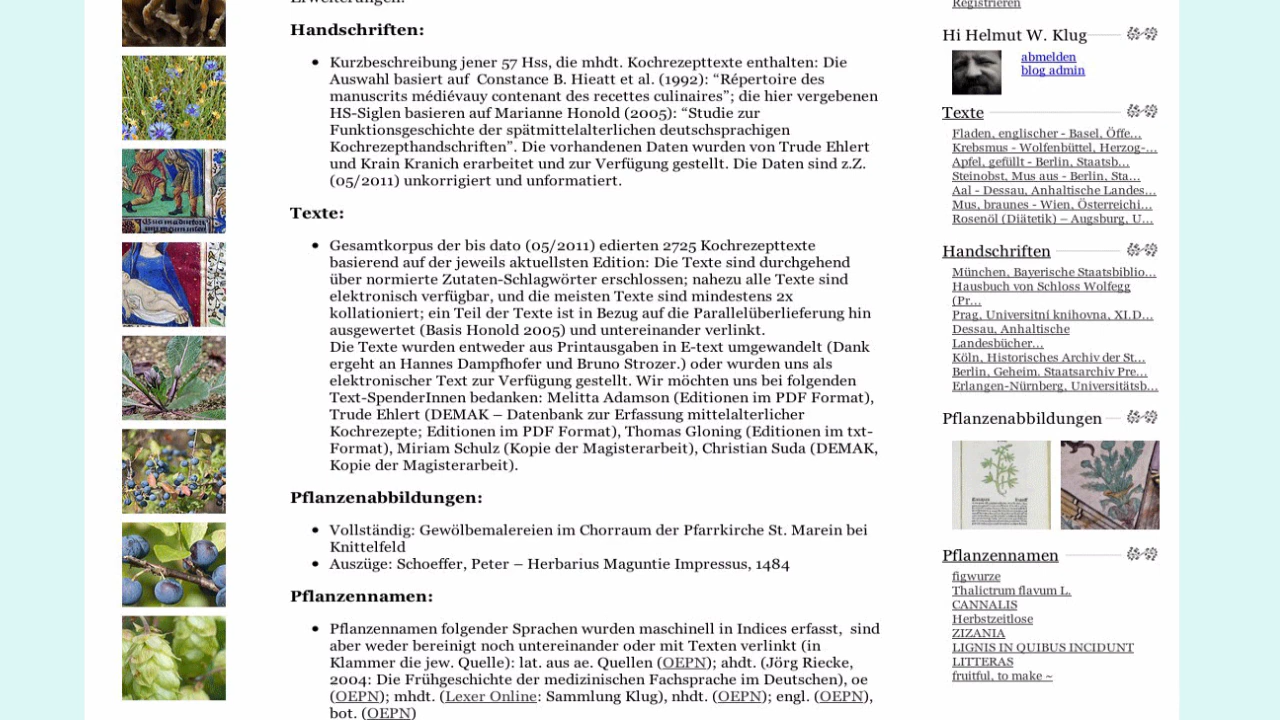 Erweiterungen.
Handschriften:
Kurzbeschreibung jener 57 Hss, die mhdt. Kochrezepttexte enthalten: Die
Auswahl basiert auf Constance B. Hieatt et al. (1992): “Répertoire des
manuscrits médiévauy contenant des recettes culinaires”; die hier vergebenen
HS-Siglen basieren auf Marianne Honold (2005): “Studie zur
Funktionsgeschichte der spätmittelalterlichen deutschsprachigen
Kochrezepthandschriften”. Die vorhandenen Daten wurden von Trude Ehlert
und Krain Kranich erarbeitet und zur Verfügung gestellt. Die Daten sind z.Z.
(05/2011) unkorrigiert und unformatiert.
Texte:
Gesamtkorpus der bis dato (05/2011) edierten 2725 Kochrezepttexte
basierend auf der jeweils aktuellsten Edition: Die Texte sind durchgehend
über normierte Zutaten-Schlagwörter erschlossen; nahezu alle Texte sind
elektronisch verfügbar, und die meisten Texte sind mindestens 2x
kollationiert; ein Teil der Texte ist in Bezug auf die Parallelüberlieferung hin
ausgewertet (Basis Honold 2005) und untereinander verlinkt.
Die Texte wurden entweder aus Printausgaben in E-text umgewandelt (Dank
ergeht an Hannes Dampfhofer und Bruno Strozer.) oder wurden uns als
elektronischer Text zur Verfügung gestellt. Wir möchten uns bei folgenden
Text-SpenderInnen bedanken: Melitta Adamson (Editionen im PDF Format),
Trude Ehlert (DEMAK – Datenbank zur Erfassung mittelalterlicher
Kochrezepte; Editionen im PDF Format), Thomas Gloning (Editionen im txt-
Format), Miriam Schulz (Kopie der Magisterarbeit), Christian Suda (DEMAK,
Kopie der Magisterarbeit).
Pflanzenabbildungen:
Vollständig: Gewölbemalereien im Chorraum der Pfarrkirche St. Marein bei
Knittelfeld
Auszüge: Schoeffer, Peter – Herbarius Maguntie Impressus, 1484
Pflanzennamen:
Pflanzennamen folgender Sprachen wurden maschinell in Indices erfasst, sind
aber weder bereinigt noch untereinander oder mit Texten verlinkt (in
Klammer die jew. Quelle): lat. aus ae. Quellen (OEPN); ahdt. (Jörg Riecke,
2004: Die Frühgeschichte der medizinischen Fachsprache im Deutschen), oe
(OEPN); mhdt. (Lexer Online: Sammlung Klug), nhdt. (OEPN); engl. (OEPN),
bot. (OEPN)
Registrieren
Hi Helmut W. Klug
abmelden
blog admin
Texte
Fladen, englischer - Basel, Öffe...
Krebsmus - Wolfenbüttel, Herzog-...
Apfel, gefüllt - Berlin, Staatsb...
Steinobst, Mus aus - Berlin, Sta...
Aal - Dessau, Anhaltische Landes...
Mus, braunes - Wien, Österreichi...
Rosenöl (Diätetik) – Augsburg, U...
Handschriften
München, Bayerische Staatsbiblio...
Hausbuch von Schloss Wolfegg
(Pr...
Prag, Universitní knihovna, XI.D...
Dessau, Anhaltische
Landesbücher...
Köln, Historisches Archiv der St...
Berlin, Geheim. Staatsarchiv Pre...
Erlangen-Nürnberg, Universitätsb...
Pflanzenabbildungen
Pflanzennamen
figwurze
Thalictrum flavum L.
CANNALIS
Herbstzeitlose
ZIZANIA
LIGNIS IN QUIBUS INCIDUNT
LITTERAS
fruitful, to make ~